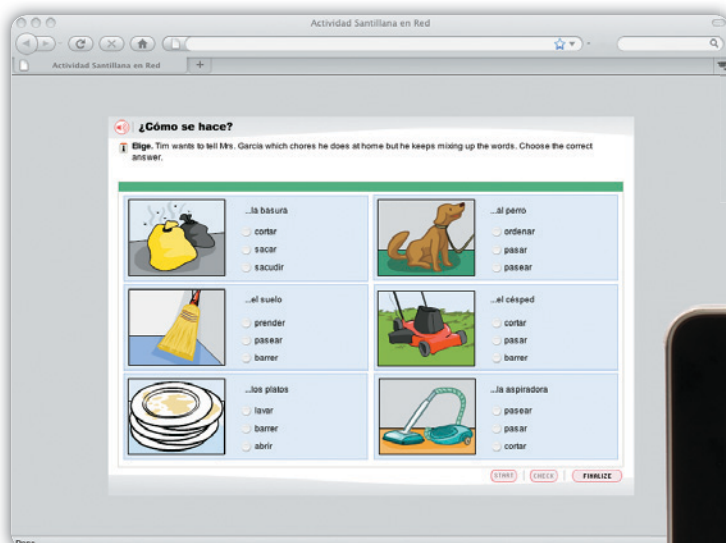 Actividad Santillana en Red
Actividad Santillana en Red
¿Cómo se hace?
Elige. Tim wants to tell Mrs. García which chores he does at home but he keeps mixing up the words. Choose the correct
answer.
...la basura
cortar
sacar
sacudir
...al perro
ordenar
pasar
pasear
...el suelo
prender
pasear
barrer
...el césped
cortar
pasar
barrer
...los platos
lavar
barrer
abrir
...la aspiradora
pasear
pasar
cortar
START
CHECK
FINALIZE
Done